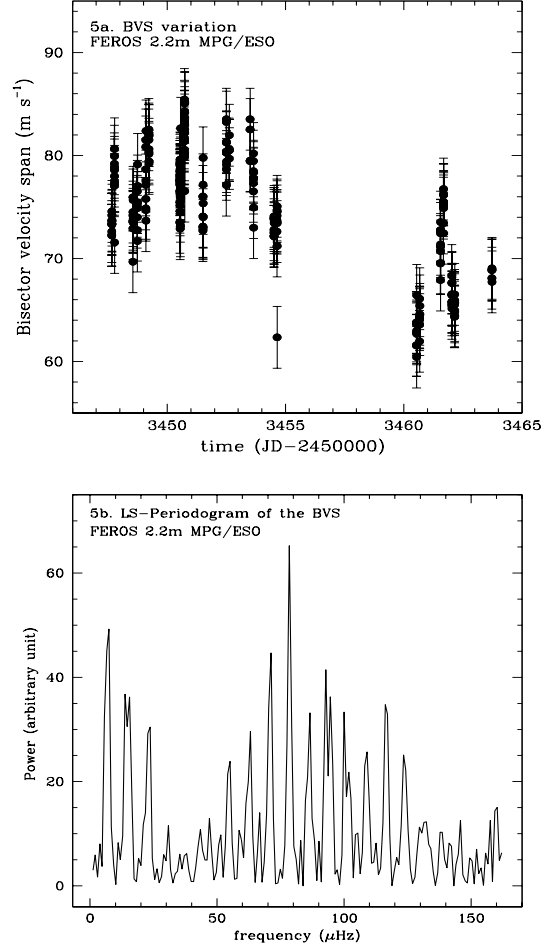 5a. BVS variation
FEROS 2.2m MPG/ESO
90
80
70
60
Bisector velocity span (m s⁻¹)
3450 3455 3460 3465
time (JD-2450000)
5b. LS-Periodogram of the BVS
FEROS 2.2m MPG/ESO
60
40
20
0
Power (arbitrary unit)
0 50 100 150
frequency (μHz)